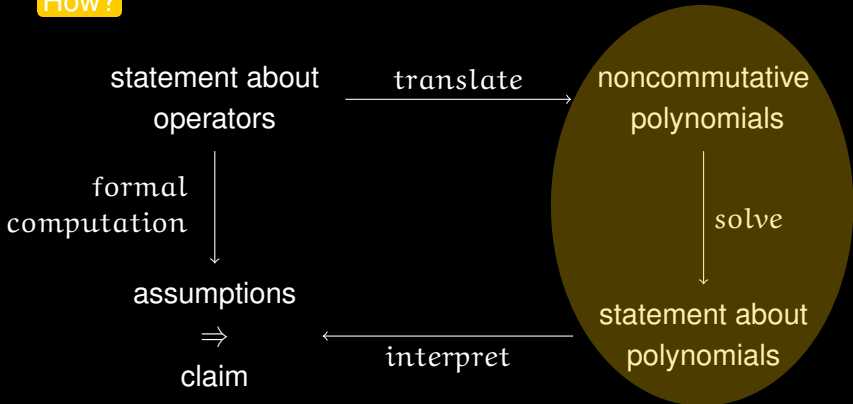 How?
statement about
operators
translate
noncommutative
polynomials
formal
computation
solve
assumptions
⇒
claim
interpret
statement about
polynomials